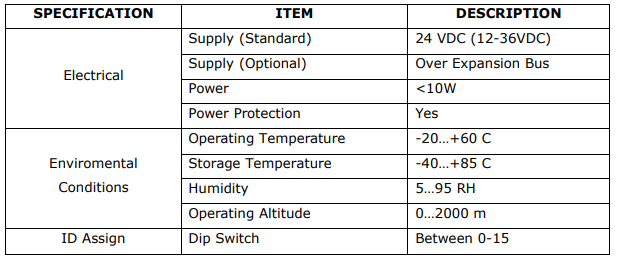 SPECIFICATION ITEM DESCRIPTION
Electrical
Supply (Standard) 24 VDC (12-36VDC)
Supply (Optional) Over Expansion Bus
Power <10W
Power Protection Yes
Enviromental
Conditions
Operating Temperature -20…+60 C
Storage Temperature -40…+85 C
Humidity 5…95 RH
Operating Altitude 0…2000 m
ID Assign Dip Switch Between 0-15